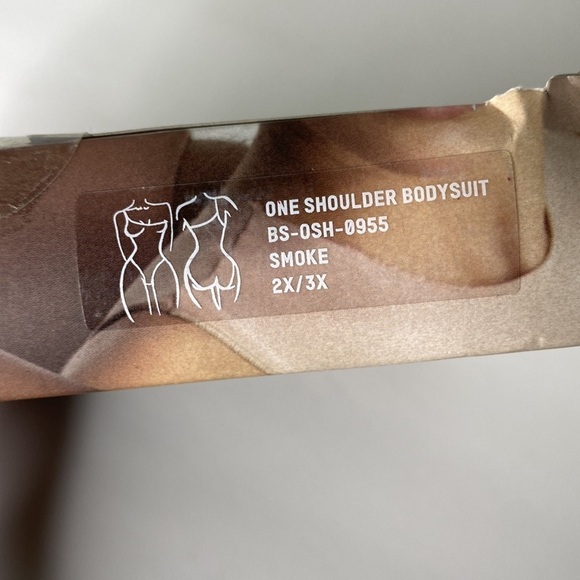 ONE SHOULDER BODYSUIT
BS-OSH-0955
SMOKE
2X/3X